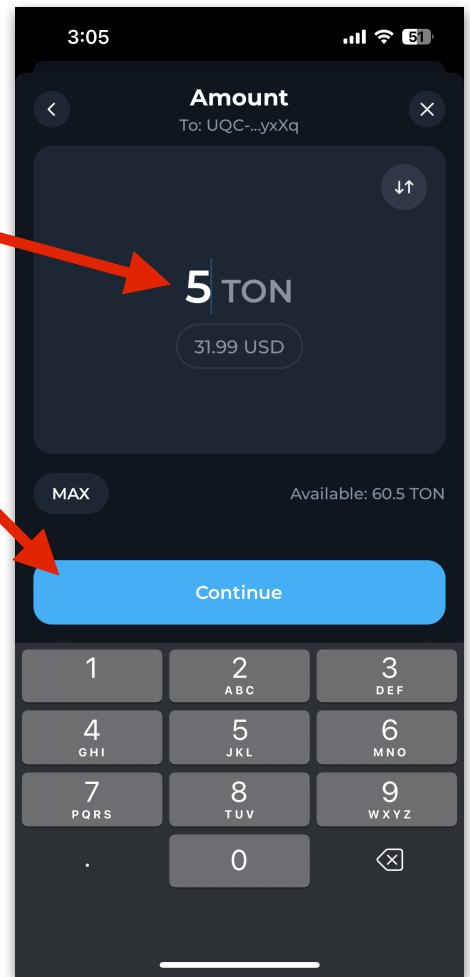 3:05
51
Amount
To: UQC-...yxXq
5 TON
31.99 USD
MAX
Available: 60.5 TON
Continue
1
2
ABC
3
DEF
4
GHI
5
JKL
6
MNO
7
PQRS
8
TUV
9
WXYZ
.
0